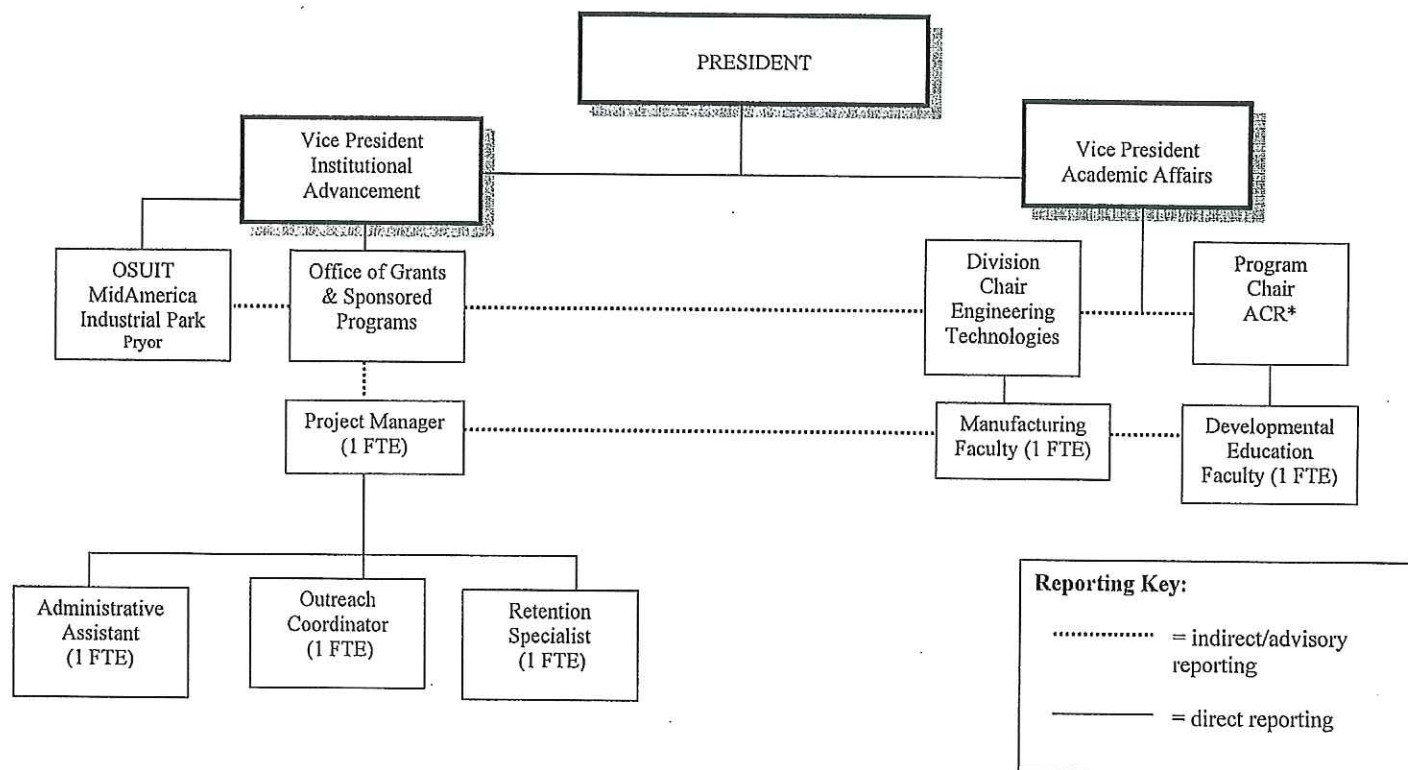 PRESIDENT
Vice President
Institutional
Advancement
Vice President
Academic Affairs
OSUIT
MidAmerica
Industrial Park
Pryor
Office of Grants
& Sponsored
Programs
Division
Chair
Engineering
Technologies
Program
Chair
ACR*
Project Manager
(1 FTE)
Manufacturing
Faculty (1 FTE)
Developmental
Education
Faculty (1 FTE)
Administrative
Assistant
(1 FTE)
Outreach
Coordinator
(1 FTE)
Retention
Specialist
(1 FTE)
Reporting Key:
= indirect/advisory
reporting
= direct reporting